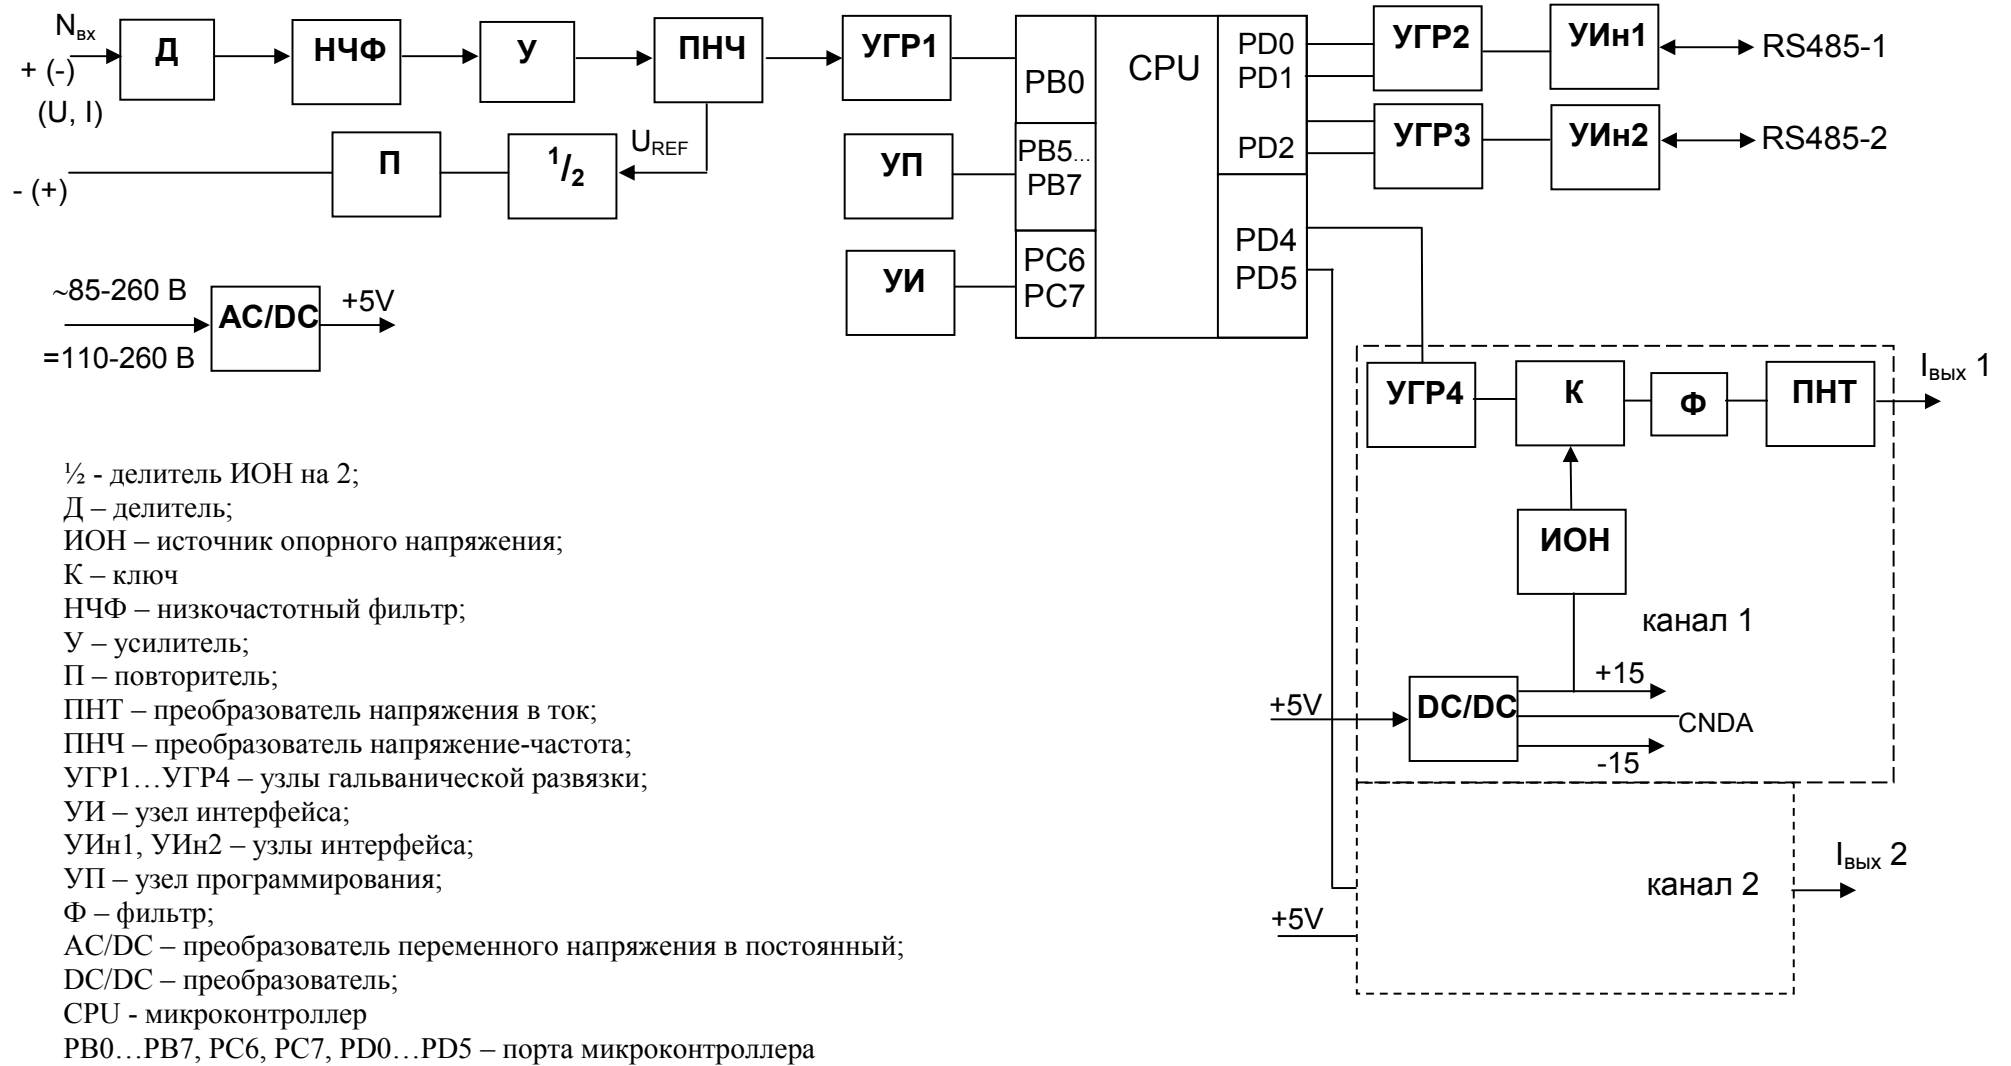 Nвх
+ (-)
(U, I)
Д
НЧФ
У
ПНЧ
УГР1
PB0
CPU
PD0
PD1
УГР2
УИн1
RS485-1
- (+)
П
1/2
UREF
УП
PB5...
PB7
PD2
УГР3
УИн2
RS485-2
УИ
PC6
PC7
PD4
PD5
~85-260 В
=110-260 В
AC/DC
+5V
УГР4
К
Ф
ПНТ
Iвых 1
ИОН
канал 1
+5V
DC/DC
+15
CNDA
-15
канал 2
Iвых 2
+5V
½ - делитель ИОН на 2;
Д – делитель;
ИОН – источник опорного напряжения;
К – ключ
НЧФ – низкочастотный фильтр;
У – усилитель;
П – повторитель;
ПНТ – преобразователь напряжения в ток;
ПНЧ – преобразователь напряжение-частота;
УГР1…УГР4 – узлы гальванической развязки;
УИ – узел интерфейса;
УИн1, УИн2 – узлы интерфейса;
УП – узел программирования;
Ф – фильтр;
AC/DC – преобразователь переменного напряжения в постоянный;
DC/DC – преобразователь;
CPU - микроконтроллер
PB0…PB7, PC6, PC7, PD0…PD5 – порта микроконтроллера